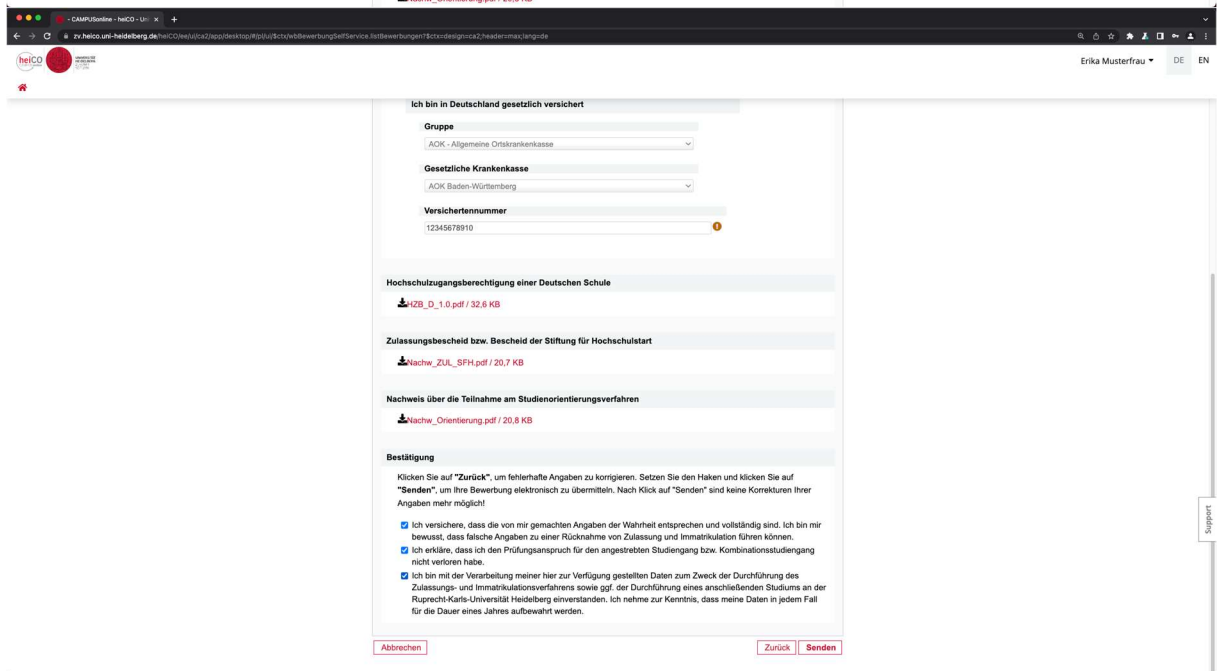 - CAMPUSonline - heiCO - Uni
zv.heico.uni-heidelberg.de/heiCO/ee/ui/ca2/app/desktop/#/pl/ui/$ctx/wbBewerbungSelfService.listBewerbungen?$ctx=design=ca2;header=max;lang=de
heiCO
Erika Musterfrau
DE EN
Ich bin in Deutschland gesetzlich versichert
Gruppe
AOK - Allgemeine Ortskrankenkasse
Gesetzliche Krankenkasse
AOK Baden-Württemberg
Versichertennummer
12345678910
Hochschulzugangsberechtigung einer Deutschen Schule
HZB_D_1.0.pdf / 32,6 KB
Zulassungsbescheid bzw. Bescheid der Stiftung für Hochschulstart
Nachw_ZUL_SFH.pdf / 20,7 KB
Nachweis über die Teilnahme am Studienorientierungsverfahren
Nachw_Orientierung.pdf / 20,8 KB
Bestätigung
Klicken Sie auf "Zurück", um fehlerhafte Angaben zu korrigieren. Setzen Sie den Haken und klicken Sie auf
"Senden", um Ihre Bewerbung elektronisch zu übermitteln. Nach Klick auf "Senden" sind keine Korrekturen Ihrer
Angaben mehr möglich!
Ich versichere, dass die von mir gemachten Angaben der Wahrheit entsprechen und vollständig sind. Ich bin mir
bewusst, dass falsche Angaben zu einer Rücknahme von Zulassung und Immatrikulation führen können.
Ich erkläre, dass ich den Prüfungsanspruch für den angestrebten Studiengang bzw. Kombinationsstudiengang
nicht verloren habe.
Ich bin mit der Verarbeitung meiner hier zur Verfügung gestellten Daten zum Zweck der Durchführung des
Zulassungs- und Immatrikulationsverfahrens sowie ggf. der Durchführung eines anschließenden Studiums an der
Ruprecht-Karls-Universität Heidelberg einverstanden. Ich nehme zur Kenntnis, dass meine Daten in jedem Fall
für die Dauer eines Jahres aufbewahrt werden.
Support
Abbrechen
Zurück
Senden